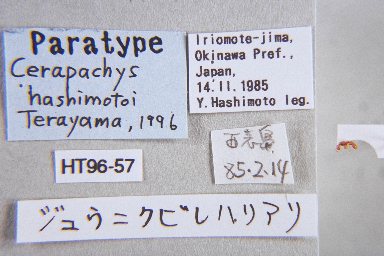 Paratype
Cerapachys
hashimotoi
Terayama, 1996
Iriomote-jima,
Okinawa Pref.,
Japan,
14.II.1985
Y. Hashimoto leg.
HT96-57
西表島
85.2.14
ジュウニクビレハリアリ